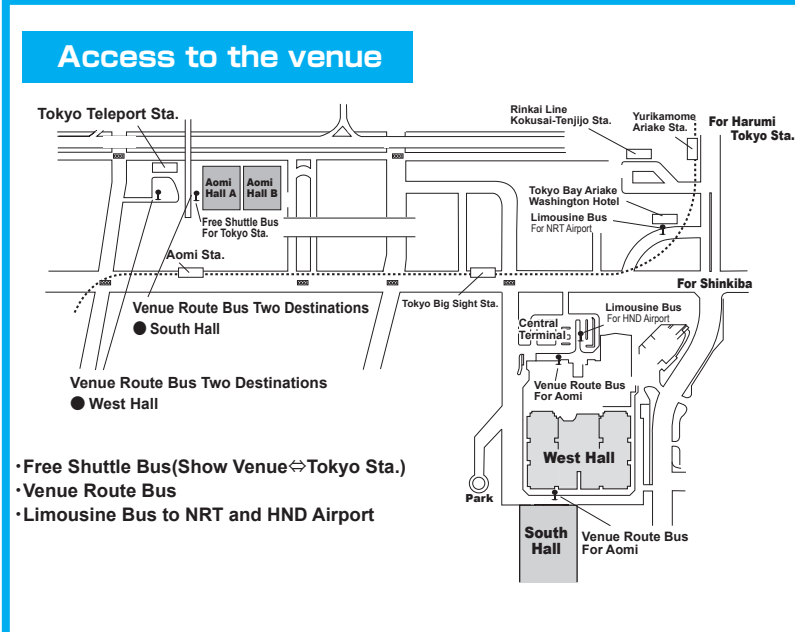 Access to the venue
Tokyo Teleport Sta.
Rinkai Line
Kokusai-Tenjijo Sta.
Yurikamome
Ariake Sta.
For Harumi
Tokyo Sta.
Aomi
Hall A
Aomi
Hall B
Free Shuttle Bus
For Tokyo Sta.
Tokyo Bay Ariake
Washington Hotel
Limousine Bus
For NRT Airport
Aomi Sta.
For Shinkiba
Tokyo Big Sight Sta.
Venue Route Bus Two Destinations
● South Hall
Limousine Bus
For HND Airport
Central
Terminal
Venue Route Bus Two Destinations
● West Hall
Venue Route Bus
For Aomi
West Hall
・Free Shuttle Bus(Show Venue⇔Tokyo Sta.)
・Venue Route Bus
・Limousine Bus to NRT and HND Airport
Park
South
Hall
Venue Route Bus
For Aomi